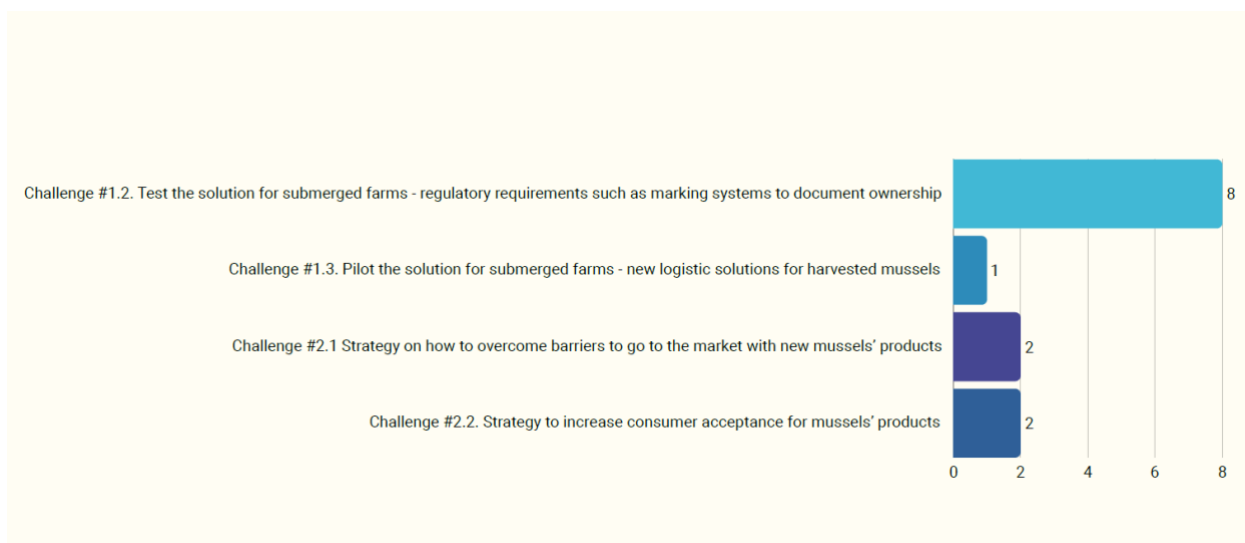 Challenge #1.2. Test the solution for submerged farms - regulatory requirements such as marking systems to document ownership
8
Challenge #1.3. Pilot the solution for submerged farms - new logistic solutions for harvested mussels
1
Challenge #2.1 Strategy on how to overcome barriers to go to the market with new mussels’ products
2
Challenge #2.2. Strategy to increase consumer acceptance for mussels’ products
2
0 2 4 6 8